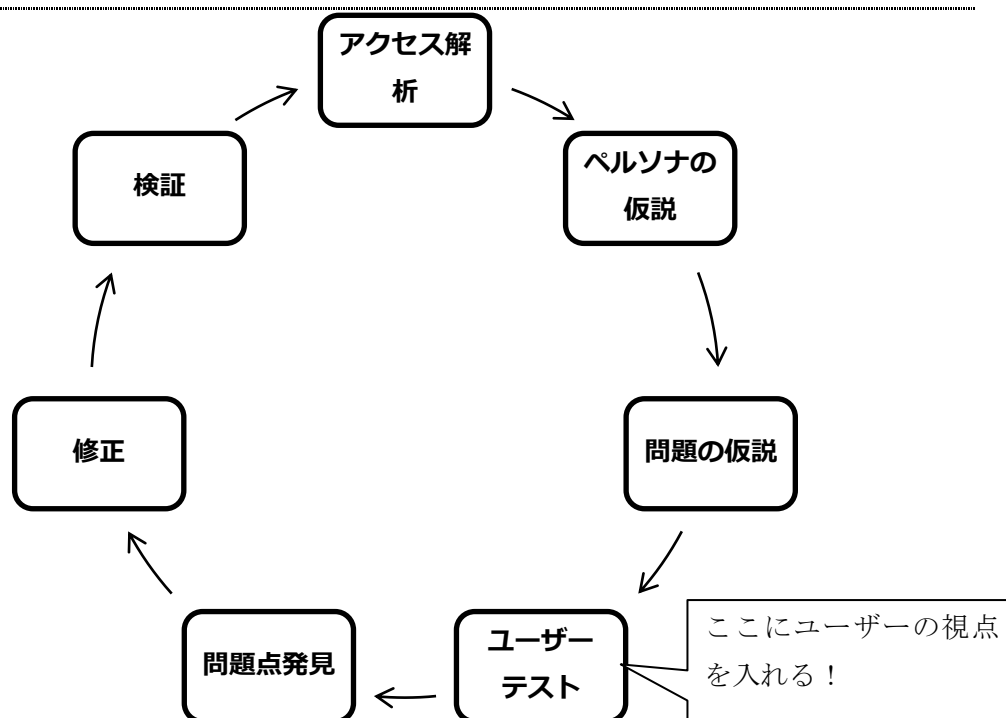 アクセス解
析
ペルソナの
仮説
問題の仮説
ユーザー
テスト
ここにユーザーの視点
を入れる！
問題点発見
修正
検証